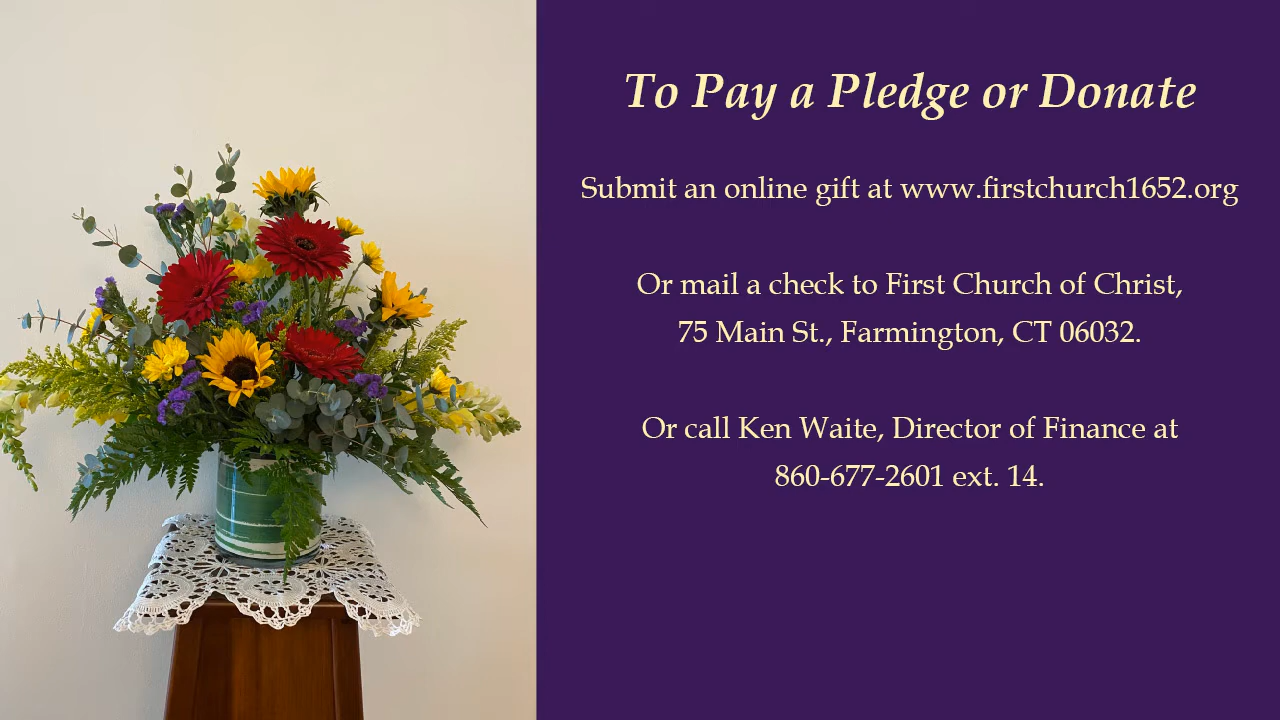 To Pay a Pledge or Donate
Submit an online gift at www.firstchurch1652.org
Or mail a check to First Church of Christ,
75 Main St., Farmington, CT 06032.
Or call Ken Waite, Director of Finance at
860-677-2601 ext. 14.